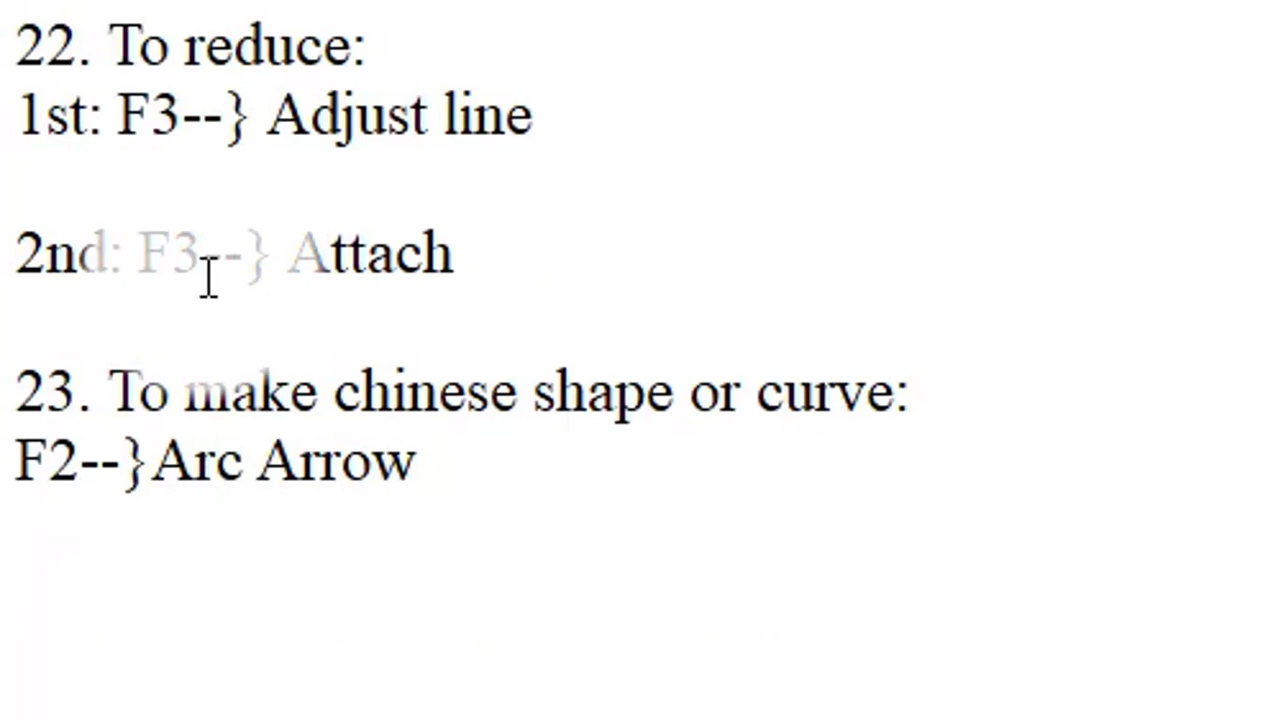 22. To reduce:
1st: F3--} Adjust line
2nd: F3--} Attach
23. To make chinese shape or curve:
F2--}Arc Arrow